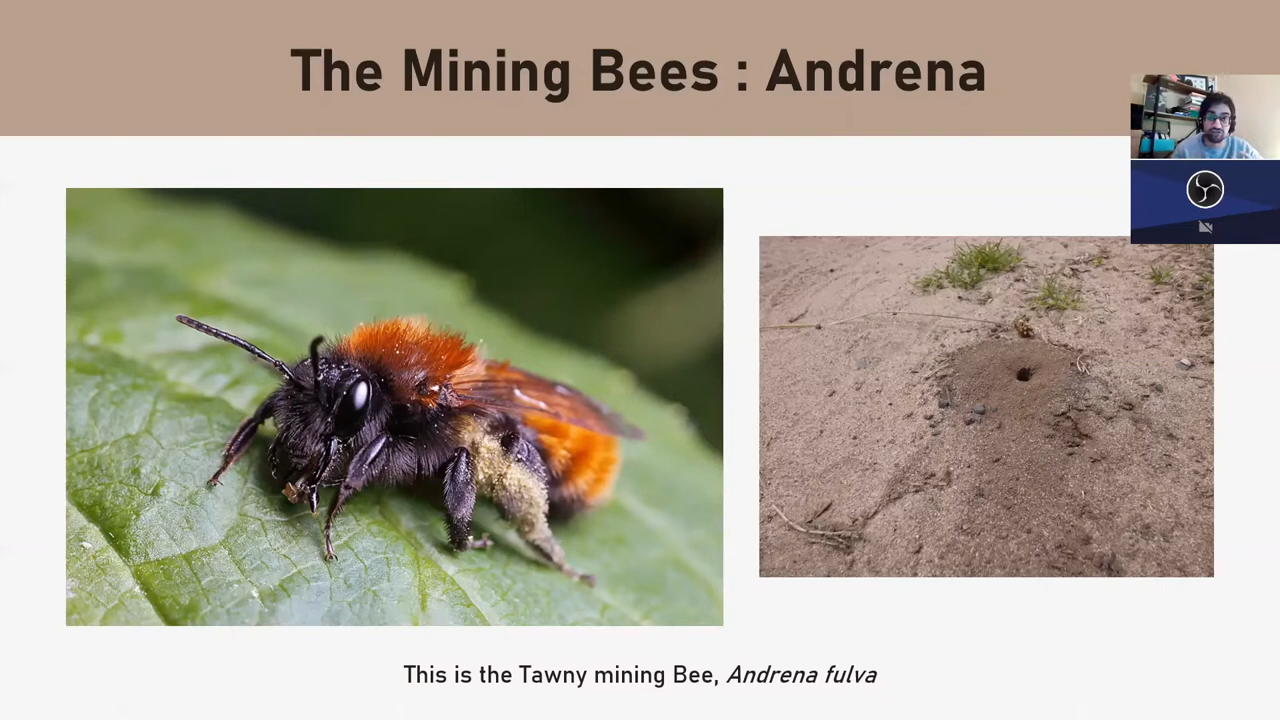 The Mining Bees : Andrena
This is the Tawny mining Bee, Andrena fulva